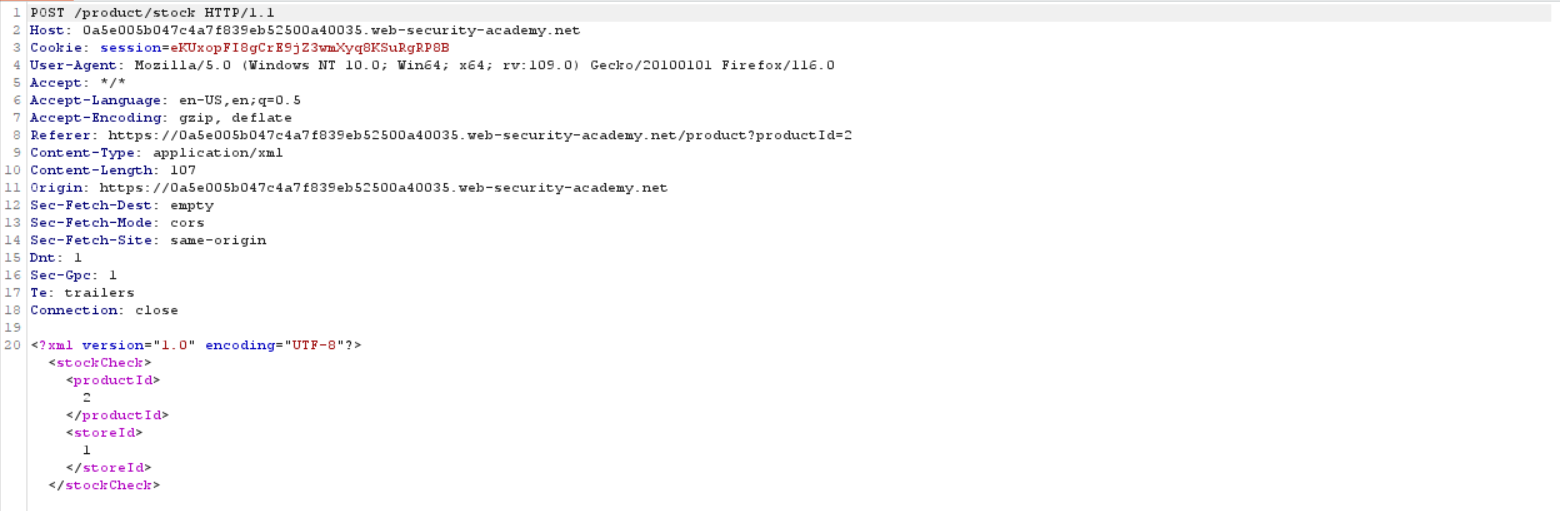 1 POST /product/stock HTTP/1.1
2 Host: 0a5e005b047c4a7f839eb52500a40035.web-security-academy.net
3 Cookie: session=eKUxopFI8gCrE9jZ3wmXyq8KSuRgRP8B
4 User-Agent: Mozilla/5.0 (Windows NT 10.0; Win64; x64; rv:109.0) Gecko/20100101 Firefox/116.0
5 Accept: */*
6 Accept-Language: en-US,en;q=0.5
7 Accept-Encoding: gzip, deflate
8 Referer: https://0a5e005b047c4a7f839eb52500a40035.web-security-academy.net/product?productId=2
9 Content-Type: application/xml
10 Content-Length: 107
11 Origin: https://0a5e005b047c4a7f839eb52500a40035.web-security-academy.net
12 Sec-Fetch-Dest: empty
13 Sec-Fetch-Mode: cors
14 Sec-Fetch-Site: same-origin
15 Dnt: 1
16 Sec-Gpc: 1
17 Te: trailers
18 Connection: close
19
20 <?xml version="1.0" encoding="UTF-8"?>
<stockCheck>
<productId>
2
</productId>
<storeId>
1
</storeId>
</stockCheck>